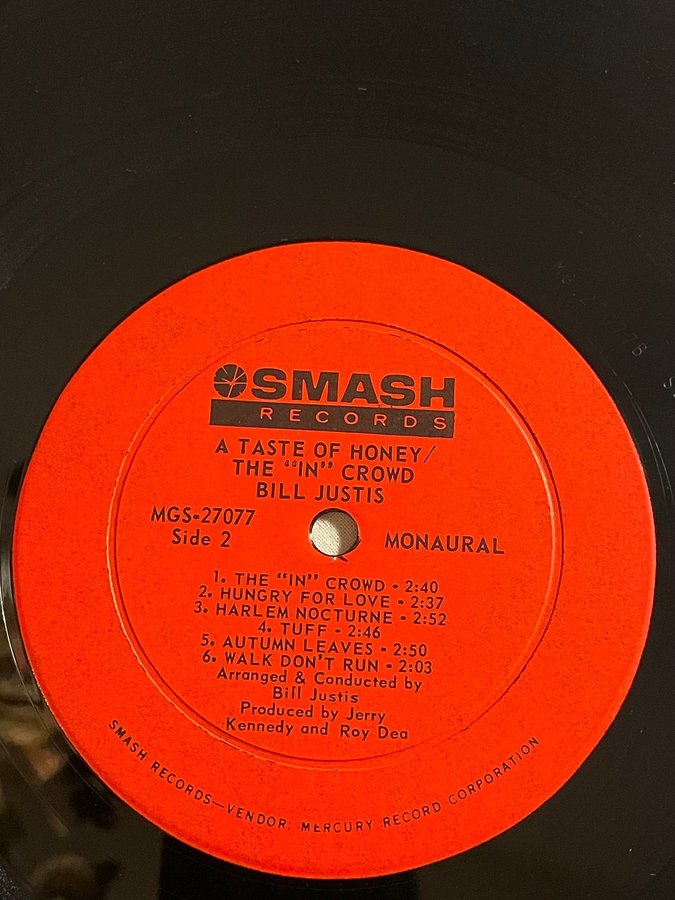 SMASH
RECORDS
A TASTE OF HONEY/
THE "IN" CROWD
BILL JUSTIS
MGS-27077
Side 2
MONAURAL
1. THE "IN" CROWD - 2:40
2. HUNGRY FOR LOVE - 2:37
3. HARLEM NOCTURNE - 2:52
4. TUFF - 2:46
5. AUTUMN LEAVES - 2:50
6. WALK DON'T RUN - 2:03
Arranged & Conducted by
Bill Justis
Produced by Jerry
Kennedy and Roy Dea
SMASH RECORDS—VENDOR: MERCURY RECORD CORPORATION